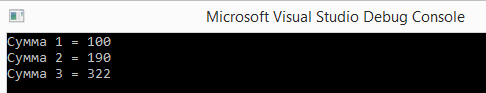 Microsoft Visual Studio Debug Console
Сумма 1 = 100
Сумма 2 = 190
Сумма 3 = 322